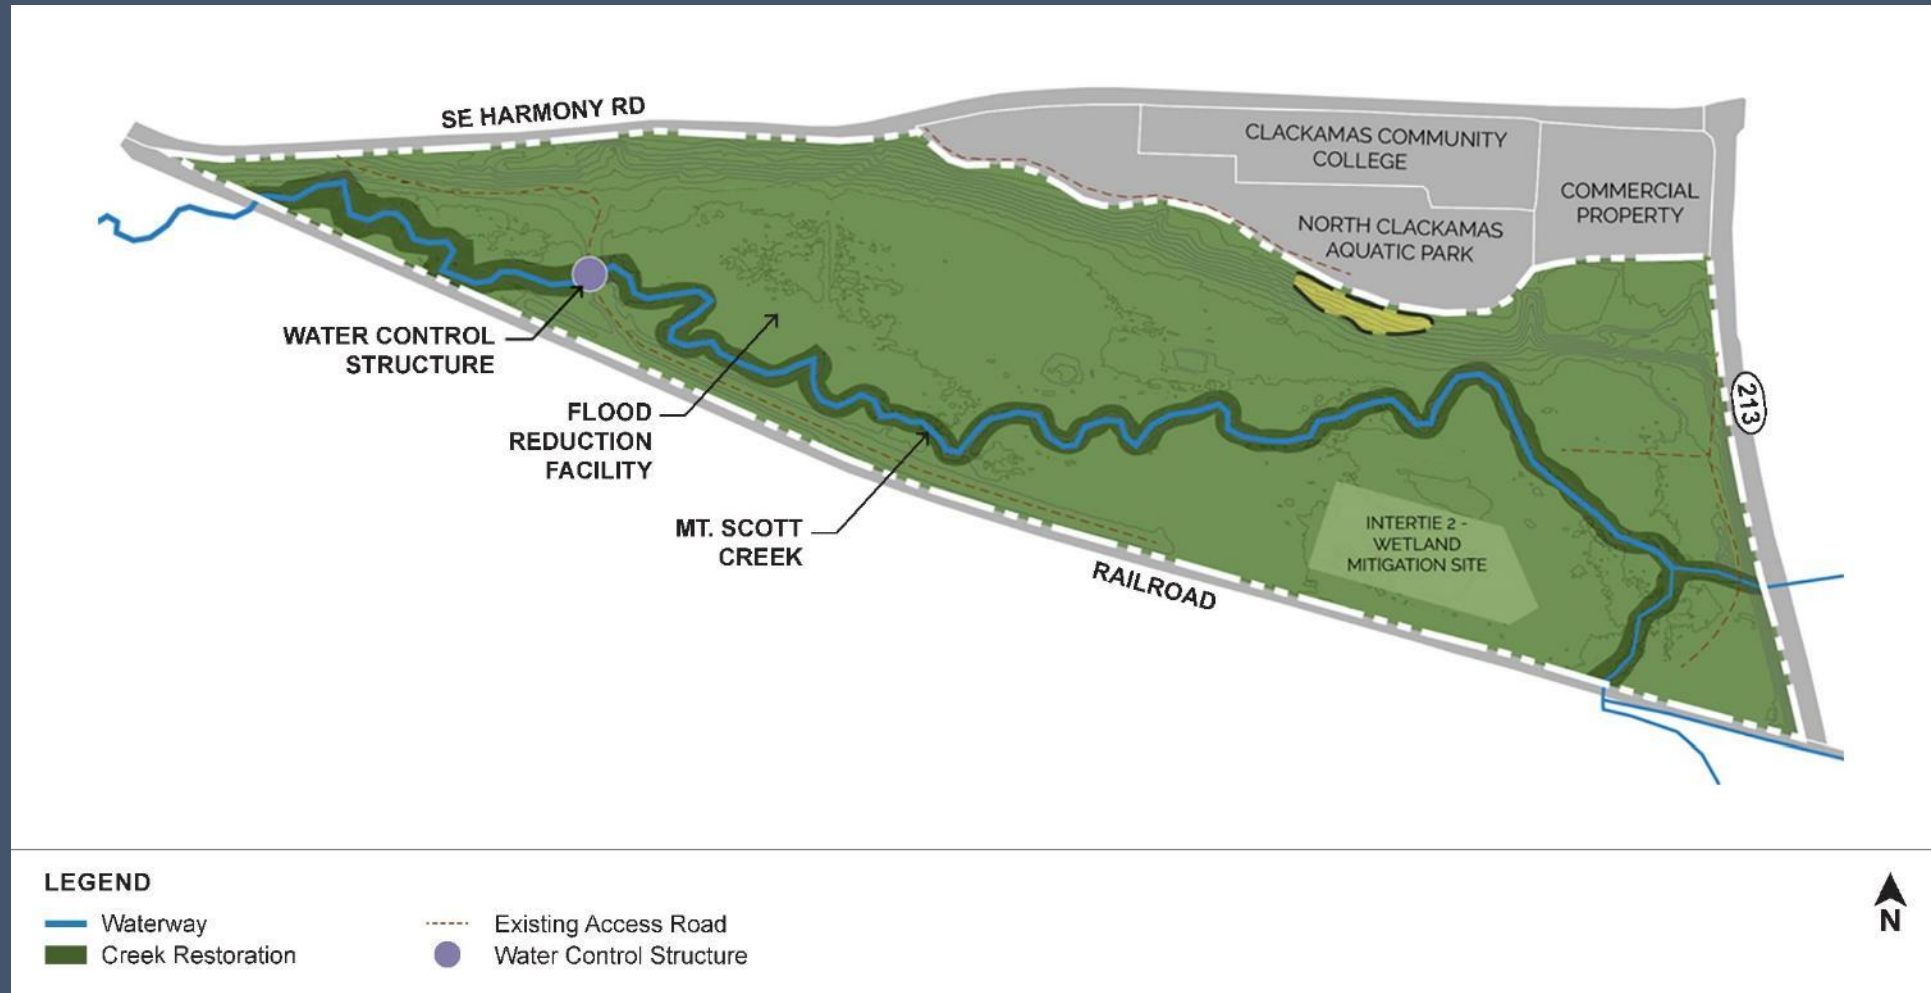 SE HARMONY RD
CLACKAMAS COMMUNITY
COLLEGE
COMMERCIAL
PROPERTY
NORTH CLACKAMAS
AQUATIC PARK
WATER CONTROL
STRUCTURE
213
FLOOD
REDUCTION
FACILITY
MT. SCOTT
CREEK
INTERTIE 2 -
WETLAND
MITIGATION SITE
RAILROAD
LEGEND
Waterway
Creek Restoration
Existing Access Road
Water Control Structure
N